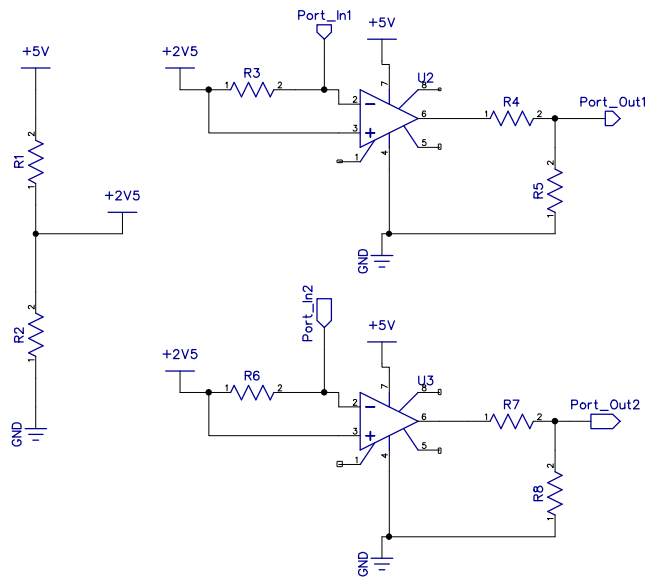 Port_In1
+5V
+2V5
+5V
R3
1
2
U2
7
8
2
3
6
1
4
5
R4
1
2
Port_Out1
R1
2
1
R5
2
1
+2V5
GND
R2
2
1
GND
Port_In2
+5V
+2V5
R6
1
2
U3
7
8
2
3
6
1
4
5
R7
1
2
Port_Out2
R8
2
1
GND